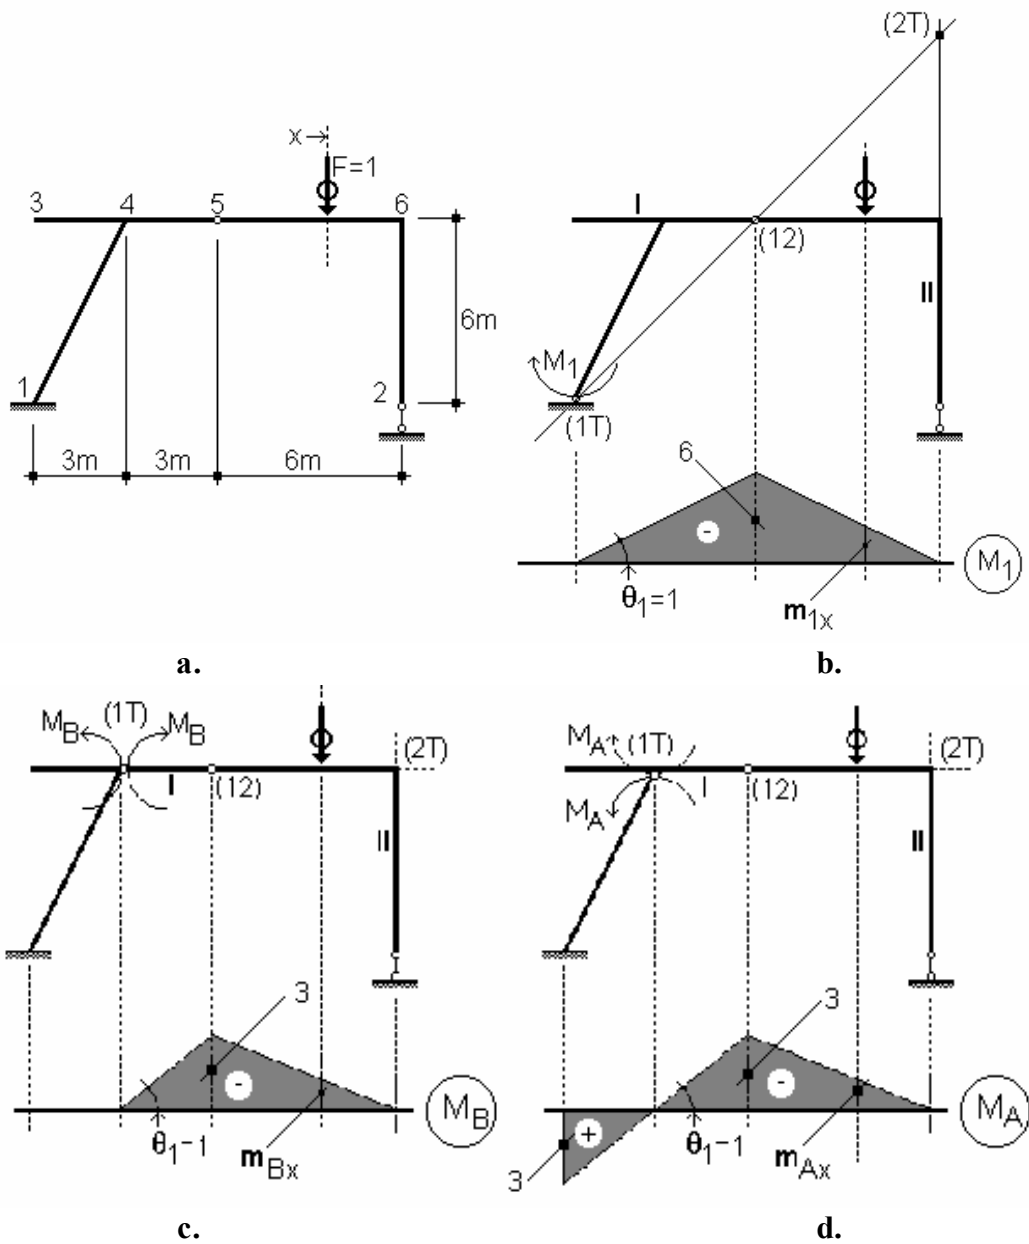 x→
F=1
3
4
5
6
1
2
6m
3m
3m
6m
a.
(2T)
I
(12)
II
M1
(1T)
6
-
θ1=1
m1x
M1
b.
MB
(1T)
MB
(2T)
I
(12)
II
3
-
θ1-1
mBx
MB
c.
MA
(1T)
(2T)
MA
I
(12)
II
3
-
+
3
θ1-1
mAx
MA
d.